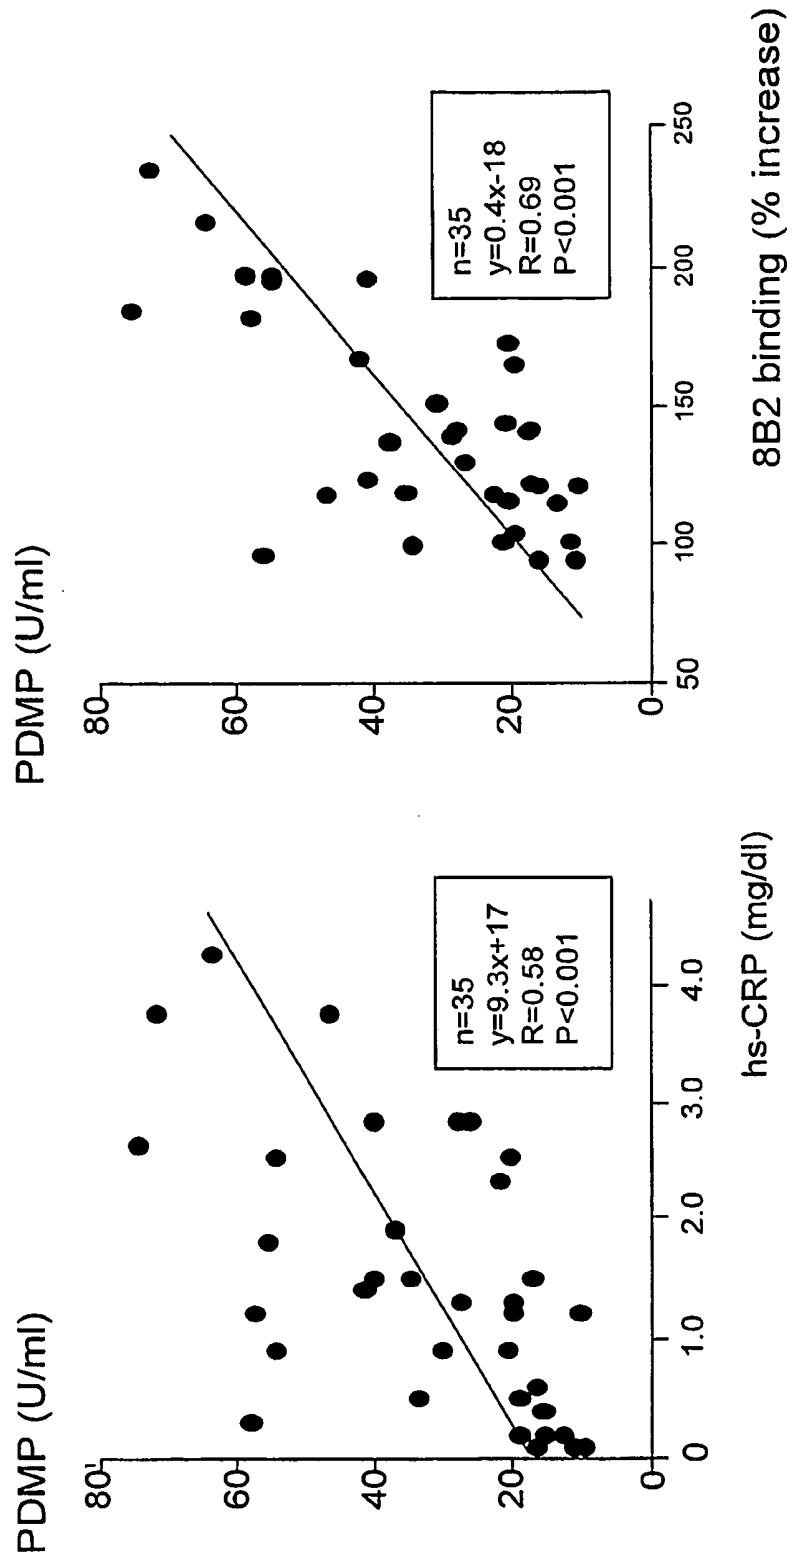 PDMP (U/ml)
80
60
40
20
0
0
1.0
2.0
3.0
4.0
hs-CRP (mg/dl)
n=35
y=9.3x+17
R=0.58
P<0.001
PDMP (U/ml)
80
60
40
20
0
50
100
150
200
250
8B2 binding (% increase)
n=35
y=0.4x-18
R=0.69
P<0.001